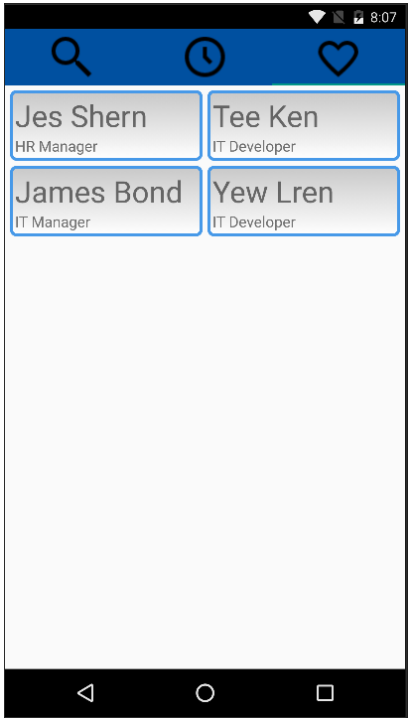 8:07
Jes Shern
HR Manager
Tee Ken
IT Developer
James Bond
IT Manager
Yew Lren
IT Developer